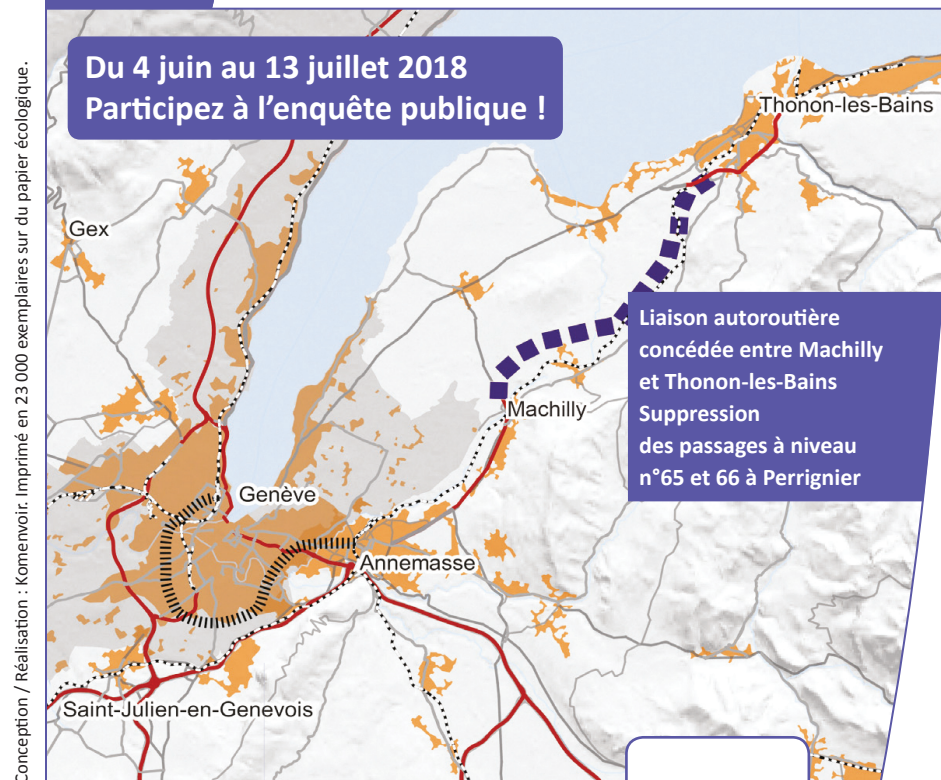 Du 4 juin au 13 juillet 2018
Participez à l'enquête publique !
Thonon-les-Bains
Gex
Liaison autoroutière
concédée entre Machilly
et Thonon-les-Bains
Suppression
des passages à niveau
n°65 et 66 à Perrignier
Machilly
Genève
Annemasse
Saint-Julien-en-Genevois
Conception / Réalisation : Komenvoir. Imprimé en 23 000 exemplaires sur du papier écologique.